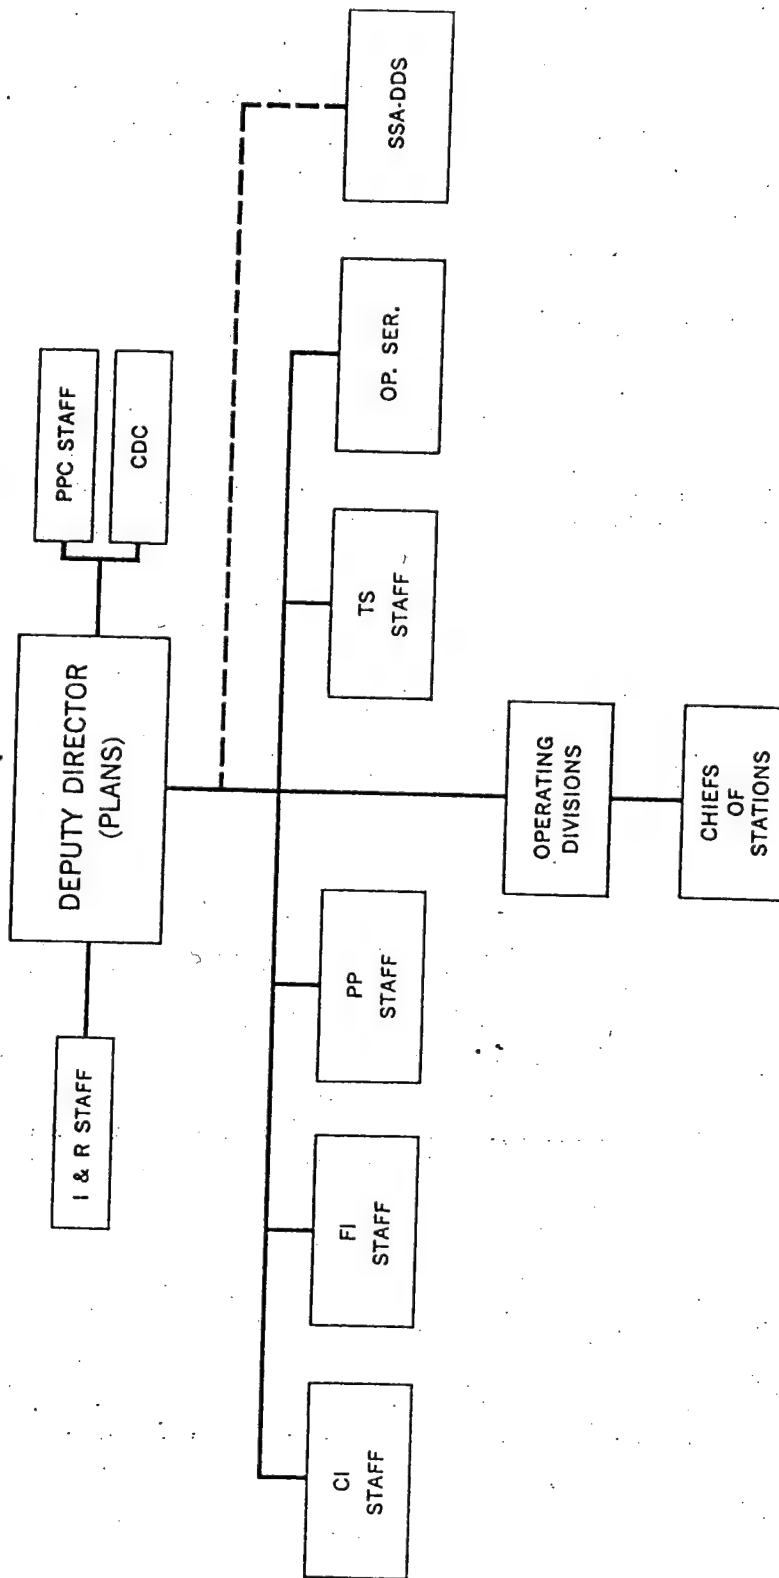 DEPUTY DIRECTOR
(PLANS)
I & R STAFF
PPC STAFF
CDC
CI
STAFF
FI
STAFF
PP
STAFF
TS
STAFF
OP. SER.
SSA-DDS
OPERATING
DIVISIONS
CHIEFS
OF
STATIONS